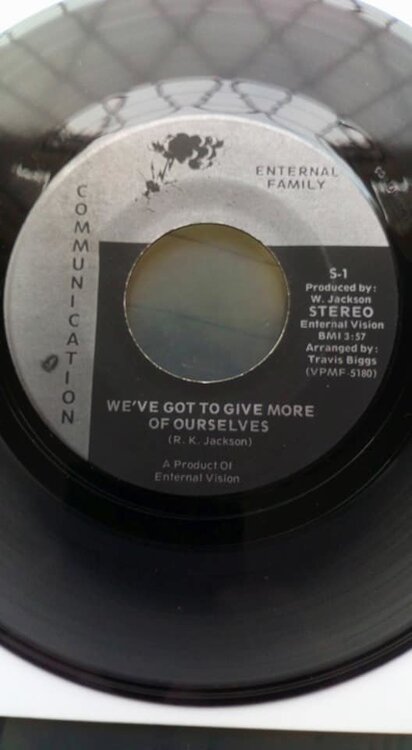 COMMUNICATION
ENTERNAL
FAMILY
S-1
Produced by:
W. Jackson
STEREO
Enternal Vision
BMI 3:57
Arranged by:
Travis Biggs
(VPMF-5180)
WE'VE GOT TO GIVE MORE
OF OURSELVES
(R. K. Jackson)
A Product Of
Enternal Vision